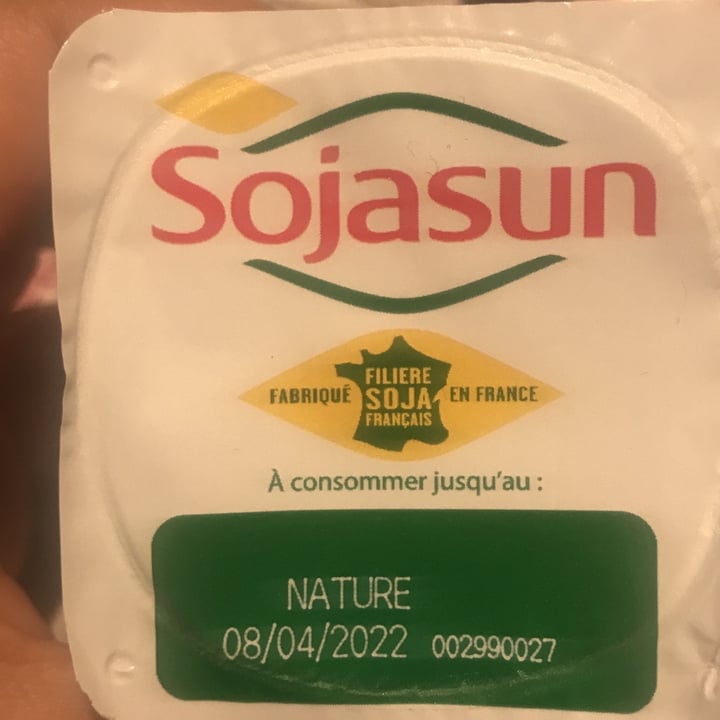 Sojasun
FABRIQUÉ FILIERE SOJA FRANÇAIS EN FRANCE
À consommer jusqu'au :
NATURE
08/04/2022 002990027